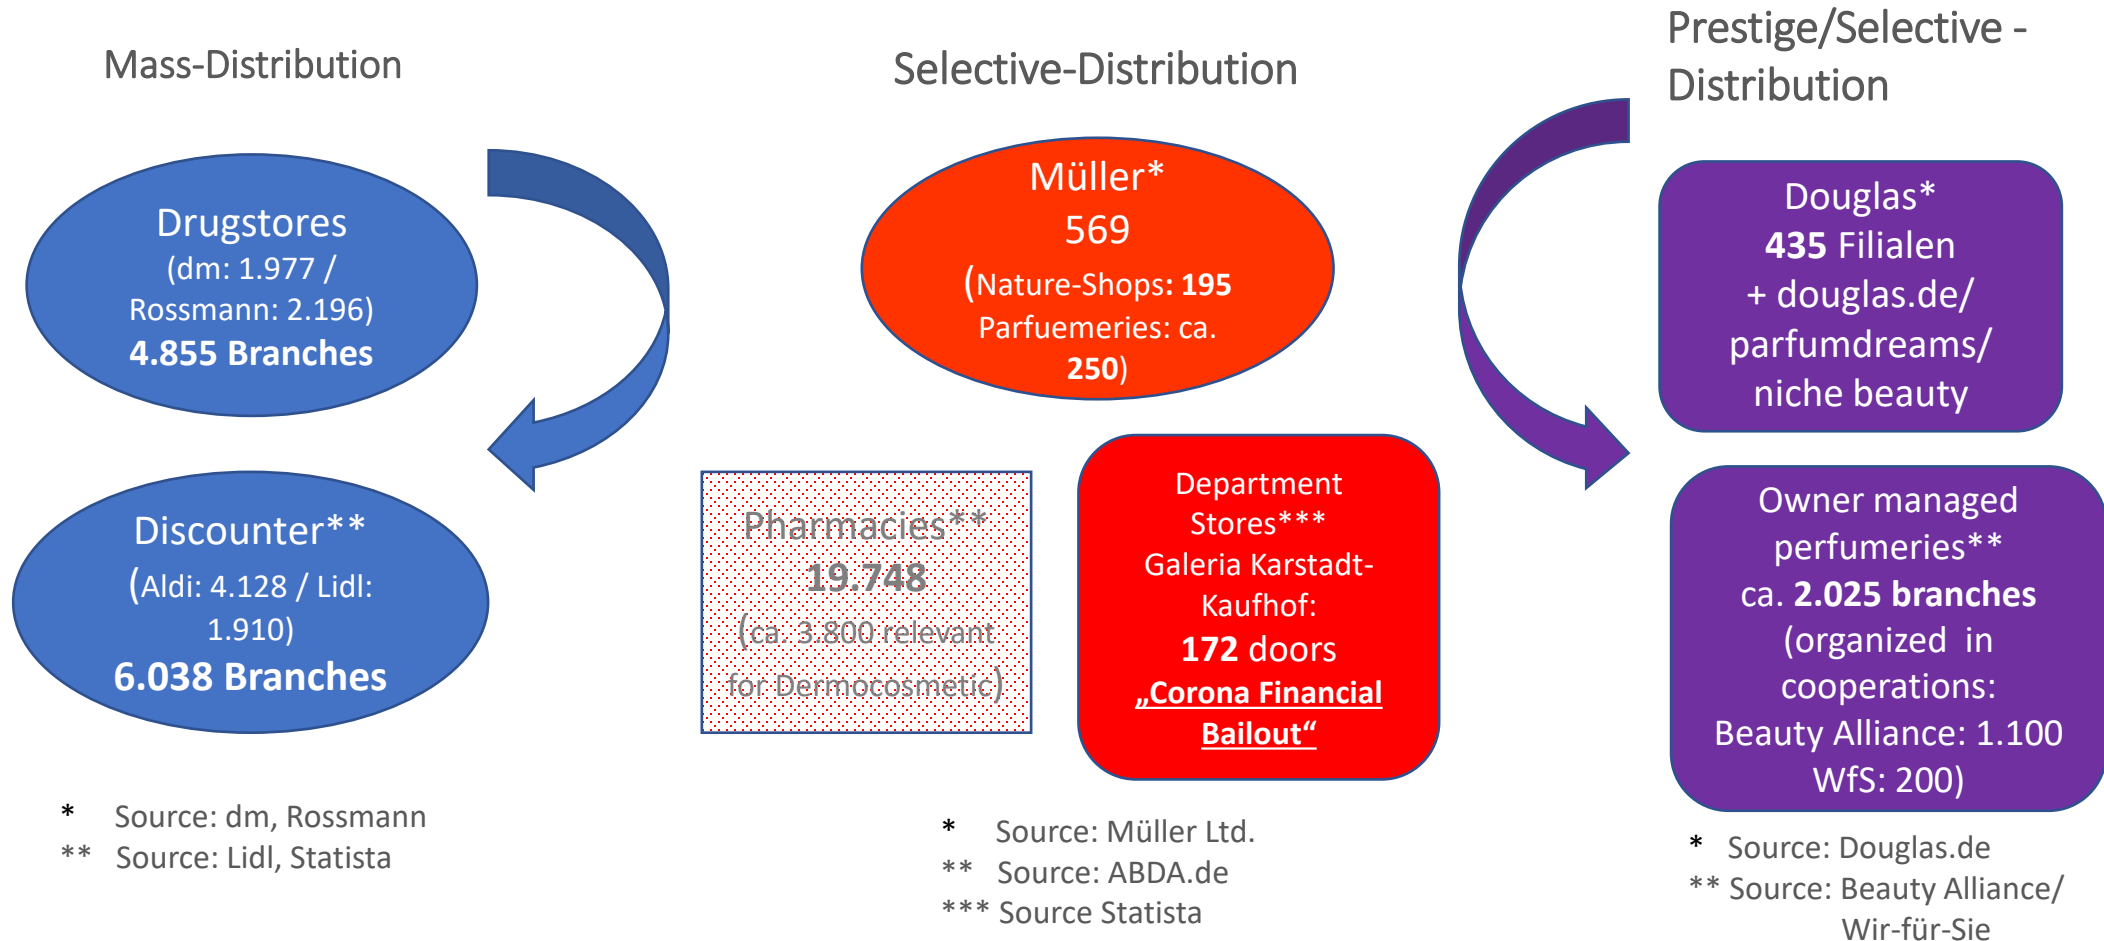 Mass-Distribution
Drugstores
(dm: 1.977 /
Rossmann: 2.196)
4.855 Branches
Discounter**
(Aldi: 4.128 / Lidl:
1.910)
6.038 Branches
* Source: dm, Rossmann
** Source: Lidl, Statista
Selective-Distribution
Müller*
569
(Nature-Shops: 195
Parfuemeries: ca.
250)
Pharmacies**
19.748
(ca. 3.800 relevant
for Dermocosmetic)
Department
Stores***
Galeria Karstadt-
Kaufhof:
172 doors
„Corona Financial
Bailout“
* Source: Müller Ltd.
** Source: ABDA.de
*** Source Statista
Prestige/Selective -
Distribution
Douglas*
435 Filialen
+ douglas.de/
parfumdreams/
niche beauty
Owner managed
perfumeries**
ca. 2.025 branches
(organized in
cooperations:
Beauty Alliance: 1.100
WfS: 200)
* Source: Douglas.de
** Source: Beauty Alliance/
Wir-für-Sie